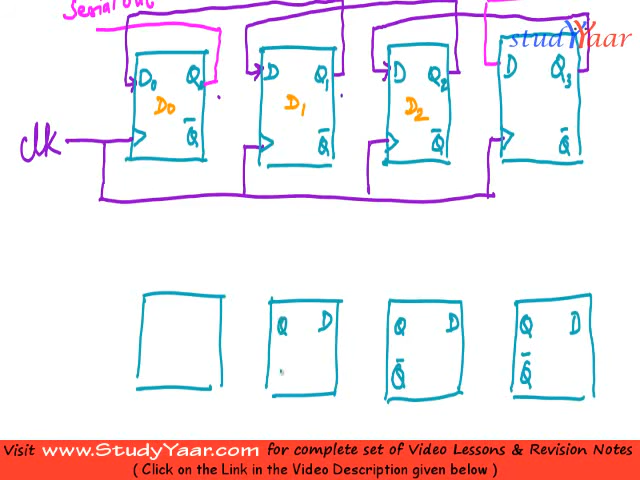 Serial out
studYYaar
D₀ Q₀ D Q₁ D Q₂ D Q₃
D₀ D₁ D₂
Clk Q̅ Q̅ Q̅ Q̅
Q D Q D Q D
Q̅ Q̅
Visit www.StudyYaar.com for complete set of Video Lessons & Revision Notes
( Click on the Link in the Video Description given below )